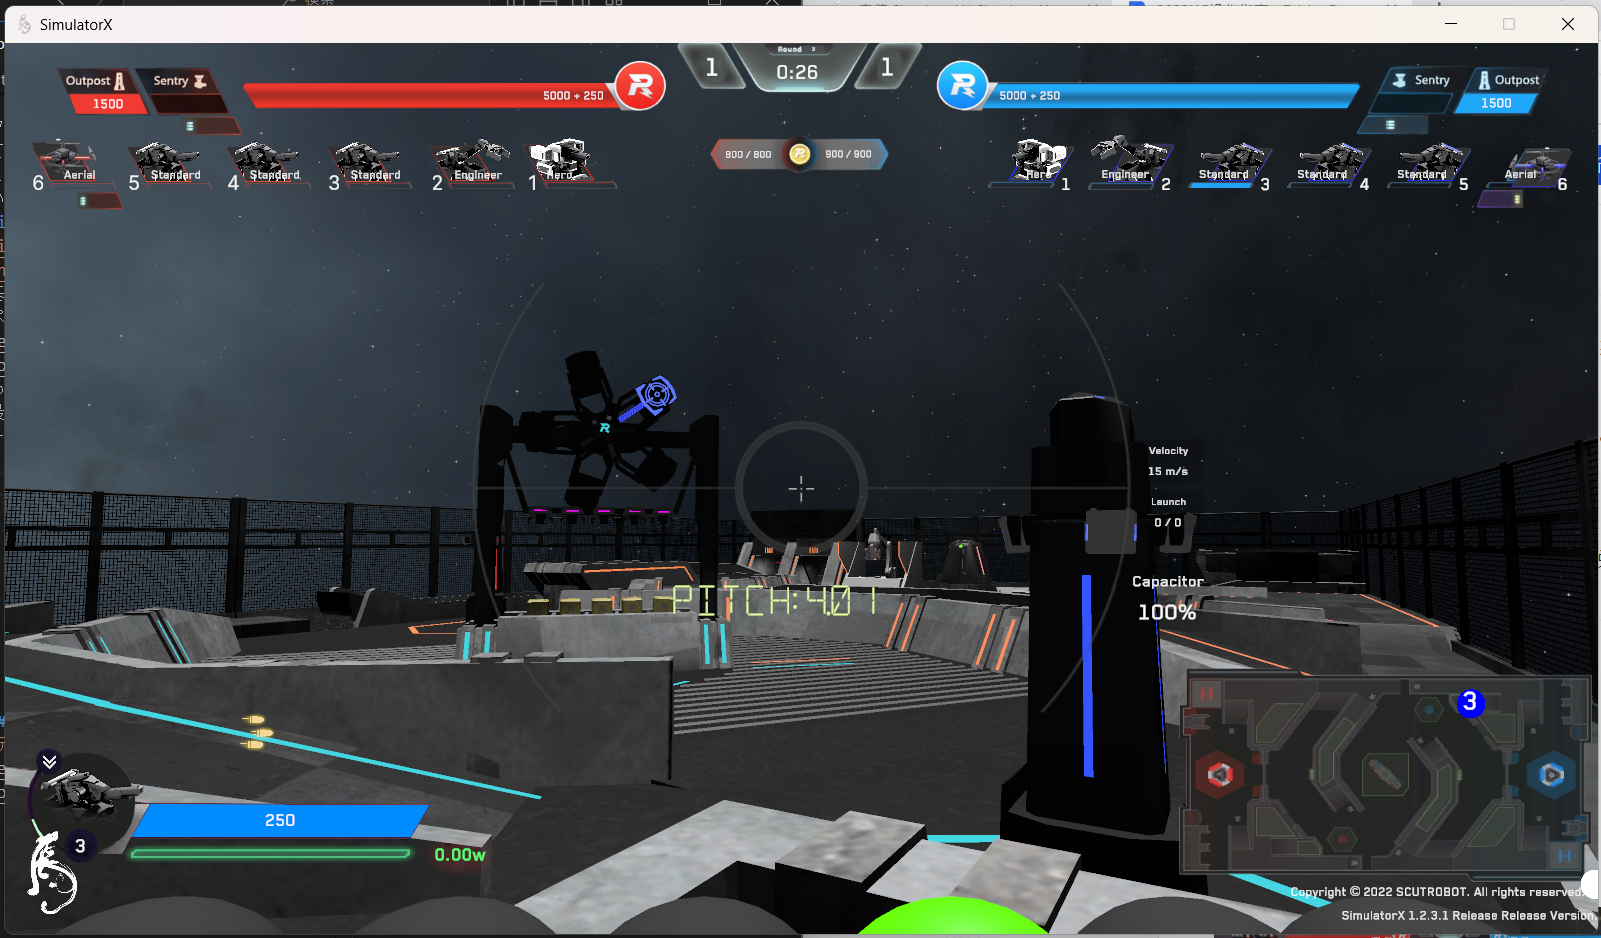 SimulatorX
Outpost
1500
Sentry
5000 + 250
1
Round 3
0:26
1
5000 + 250
Sentry
Outpost
1500
6 Aerial
5 Standard
4 Standard
3 Standard
2 Engineer
1 Hero
800 / 800
900 / 800
Hero 1
Engineer 2
Standard 3
Standard 4
Standard 5
Aerial 6
Velocity
15 m/s
Launch
0 / 0
Capacitor
100%
PITCH:4.01
H
3
H
250
3
0.00w
Copyright © 2022 SCUTROBOT. All rights reserved.
SimulatorX 1.2.3.1 Release Release Version